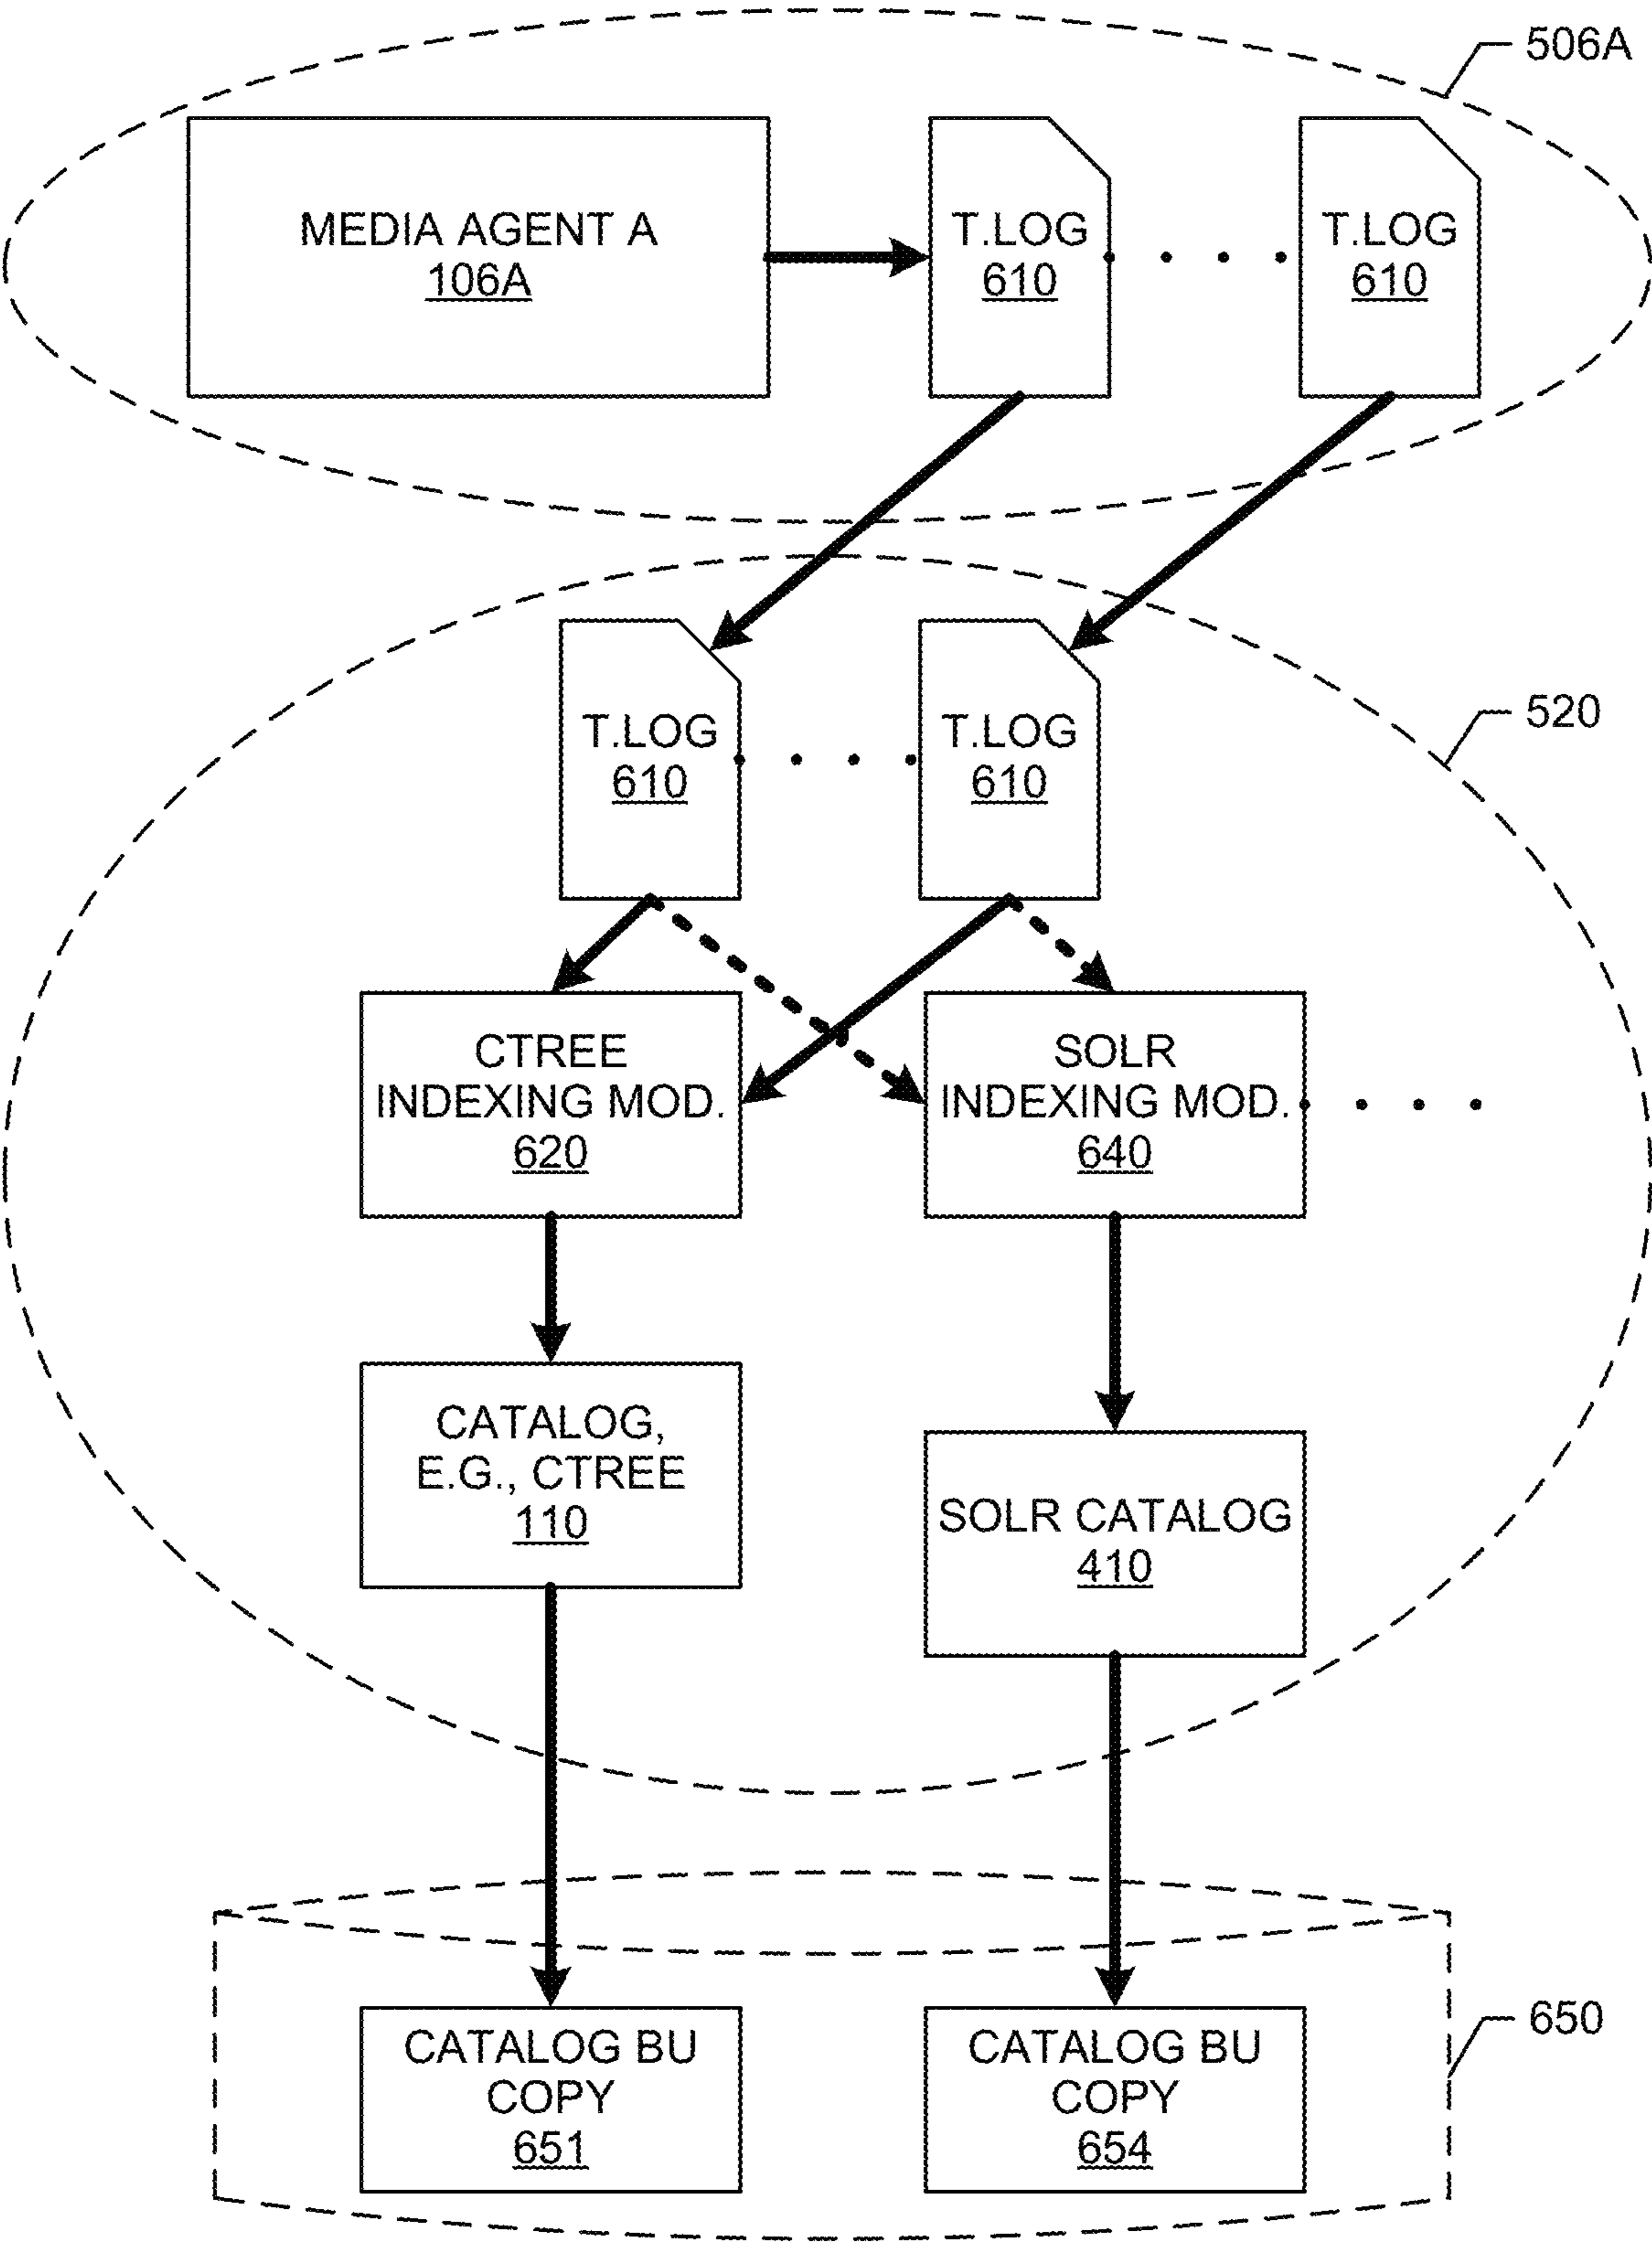 506A
MEDIA AGENT A
106A
T.LOG
610
T.LOG
610
520
T.LOG
610
T.LOG
610
CTREE
INDEXING MOD.
620
SOLR
INDEXING MOD.
640
CATALOG,
E.G., CTREE
110
SOLR CATALOG
410
650
CATALOG BU
COPY
651
CATALOG BU
COPY
654